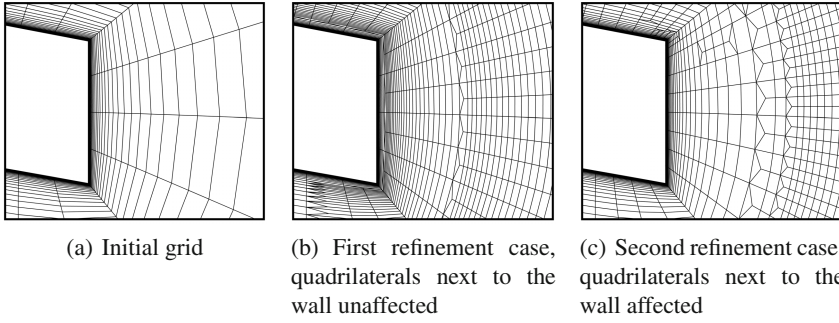 (a) Initial grid
(b) First refinement case,
quadrilaterals next to the
wall unaffected
(c) Second refinement case
quadrilaterals next to the
wall affected